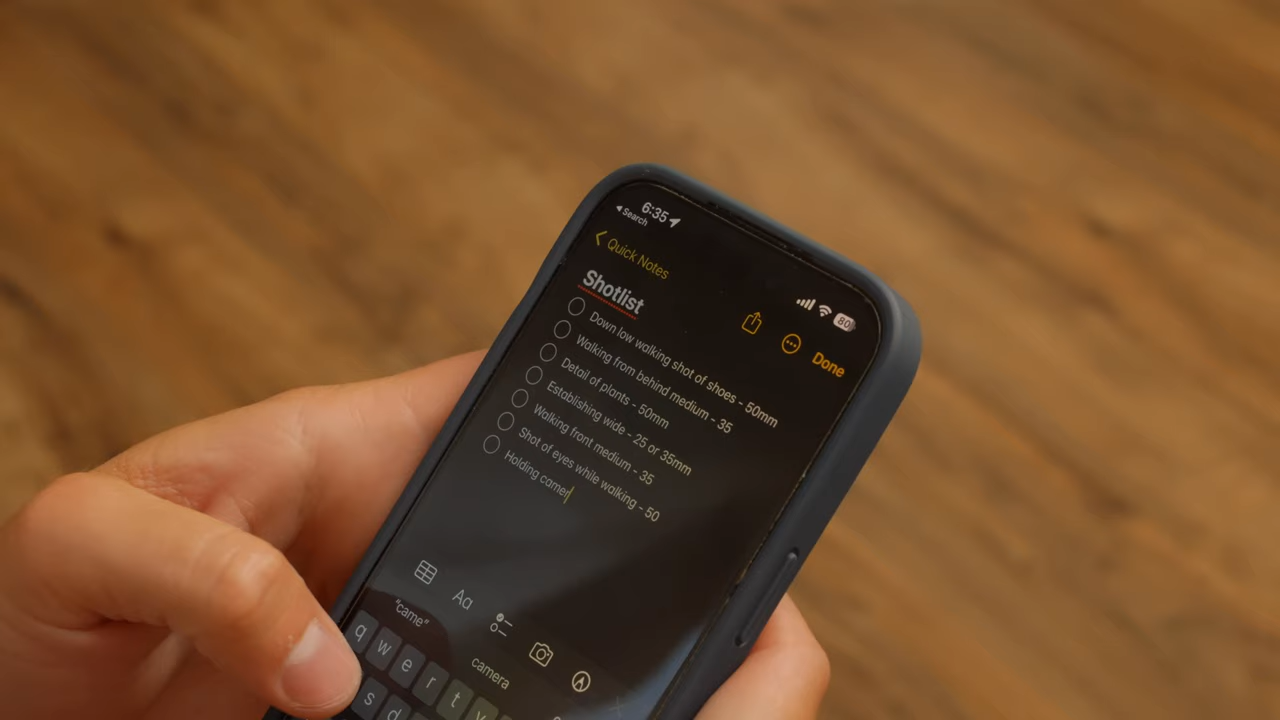 6:35
Search
80
Quick Notes
Done
Shotlist
Down low walking shot of shoes - 50mm
Walking from behind medium - 35
Detail of plants - 50mm
Establishing wide - 25 or 35mm
Walking front medium - 35
Shot of eyes while walking - 50
Holding camer
Aa
"came"
camera
q w e r t y
s d